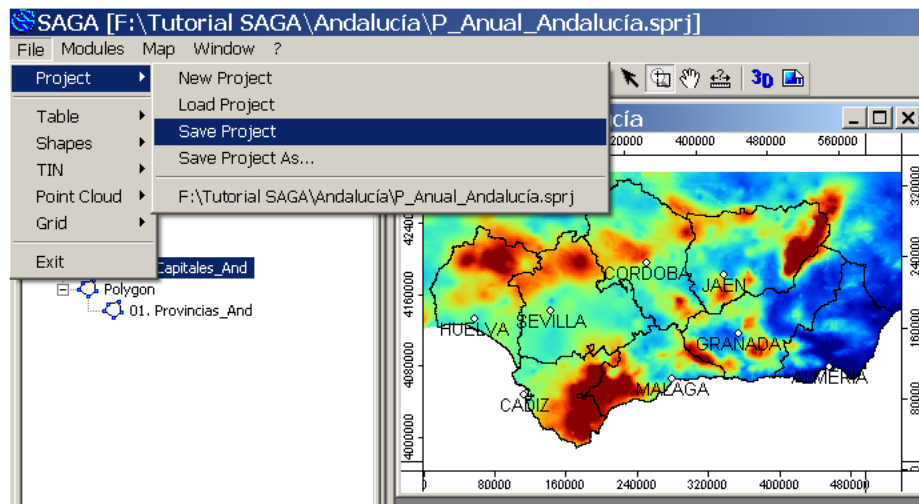 SAGA [F:\Tutorial SAGA\Andalucía\P_Anual_Andalucía.sprj]
File Modules Map Window ?
Project
New Project
Load Project
Save Project
Save Project As...
F:\Tutorial SAGA\Andalucía\P_Anual_Andalucía.sprj
Table
Shapes
TIN
Point Cloud
Grid
Exit
3D
cía
20000 400000 480000 560000
Capitales_And
Polygon
01. Provincias_And
4240
4160000
4080000
4000000
320000
240000
160000
80000
CORDOBA
JAEN
HUELVA
SEVILLA
GRANADA
ALMERIA
MALAGA
CADIZ
0 80000 160000 240000 320000 400000 480000